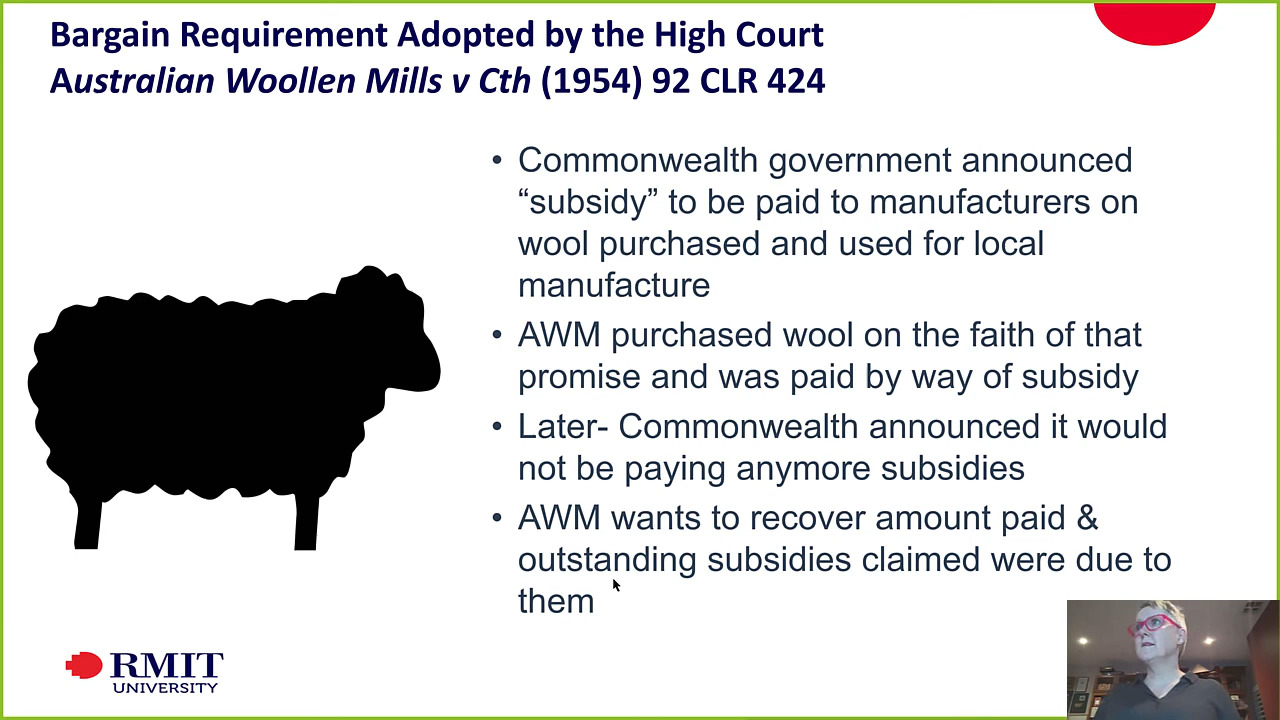 Bargain Requirement Adopted by the High Court
Australian Woollen Mills v Cth (1954) 92 CLR 424
• Commonwealth government announced
“subsidy” to be paid to manufacturers on
wool purchased and used for local
manufacture
• AWM purchased wool on the faith of that
promise and was paid by way of subsidy
• Later- Commonwealth announced it would
not be paying anymore subsidies
• AWM wants to recover amount paid &
outstanding subsidies claimed were due to
them
RMIT
UNIVERSITY